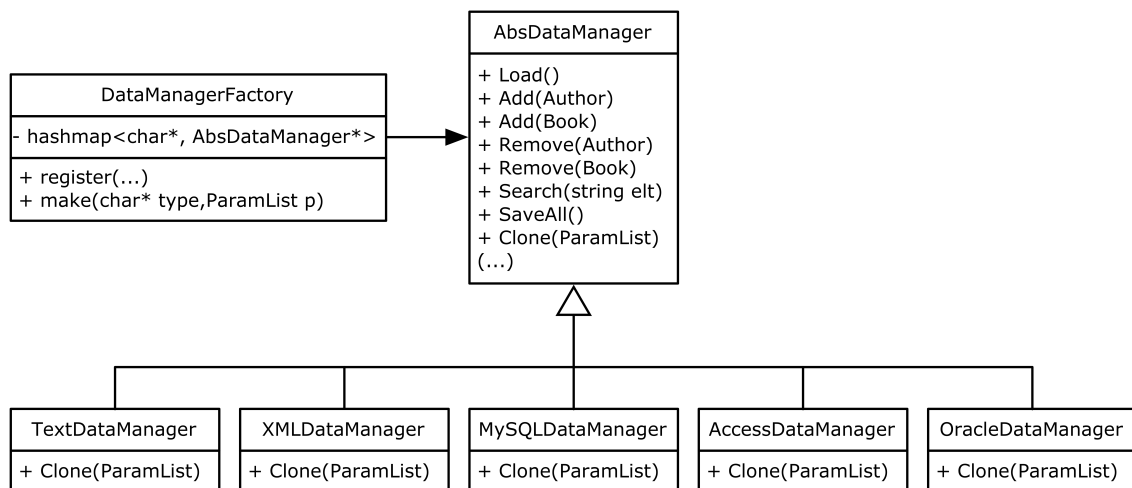 AbsDataManager
+ Load()
+ Add(Author)
+ Add(Book)
+ Remove(Author)
+ Remove(Book)
+ Search(string elt)
+ SaveAll()
+ Clone(ParamList)
(...)
DataManagerFactory
- hashmap<char*, AbsDataManager*>
+ register(...)
+ make(char* type,ParamList p)
TextDataManager
+ Clone(ParamList)
XMLDataManager
+ Clone(ParamList)
MySQLDataManager
+ Clone(ParamList)
AccessDataManager
+ Clone(ParamList)
OracleDataManager
+ Clone(ParamList)